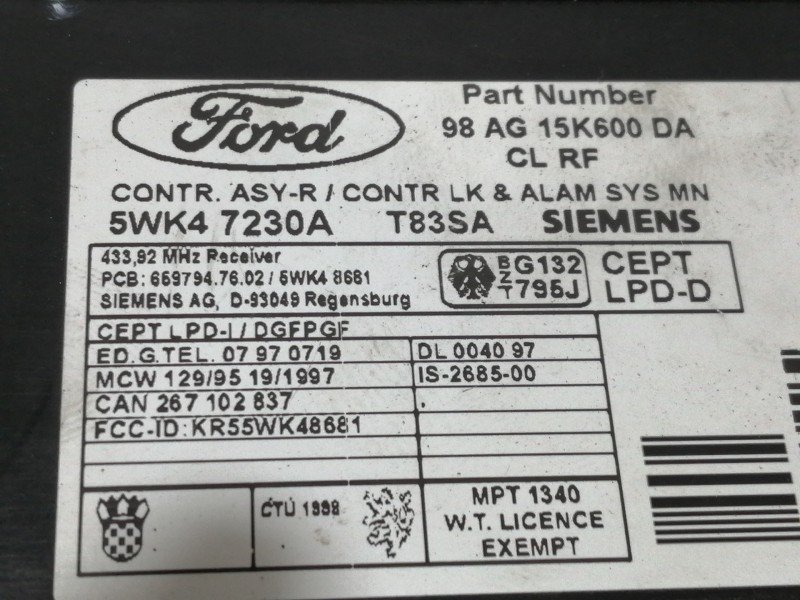 Ford
Part Number
98 AG 15K600 DA
CL RF
CONTR. ASY-R / CONTR LK & ALAM SYS MN
5WK4 7230A T83SA SIEMENS
433,92 MHz Receiver
PCB: 659794.76.02 / 5WK4 8681
SIEMENS AG, D-93049 Regensburg
BZT G132 795J
CEPT
LPD-D
CEPT LPD-I / DGFPGF
ED.G.TEL. 07 97 0719
DL 0040 97
MCW 129/95 19/1997
IS-2685-00
CAN 267 102 837
FCC-ID: KR55WK48681
ČTÚ 1998
MPT 1340
W.T. LICENCE
EXEMPT